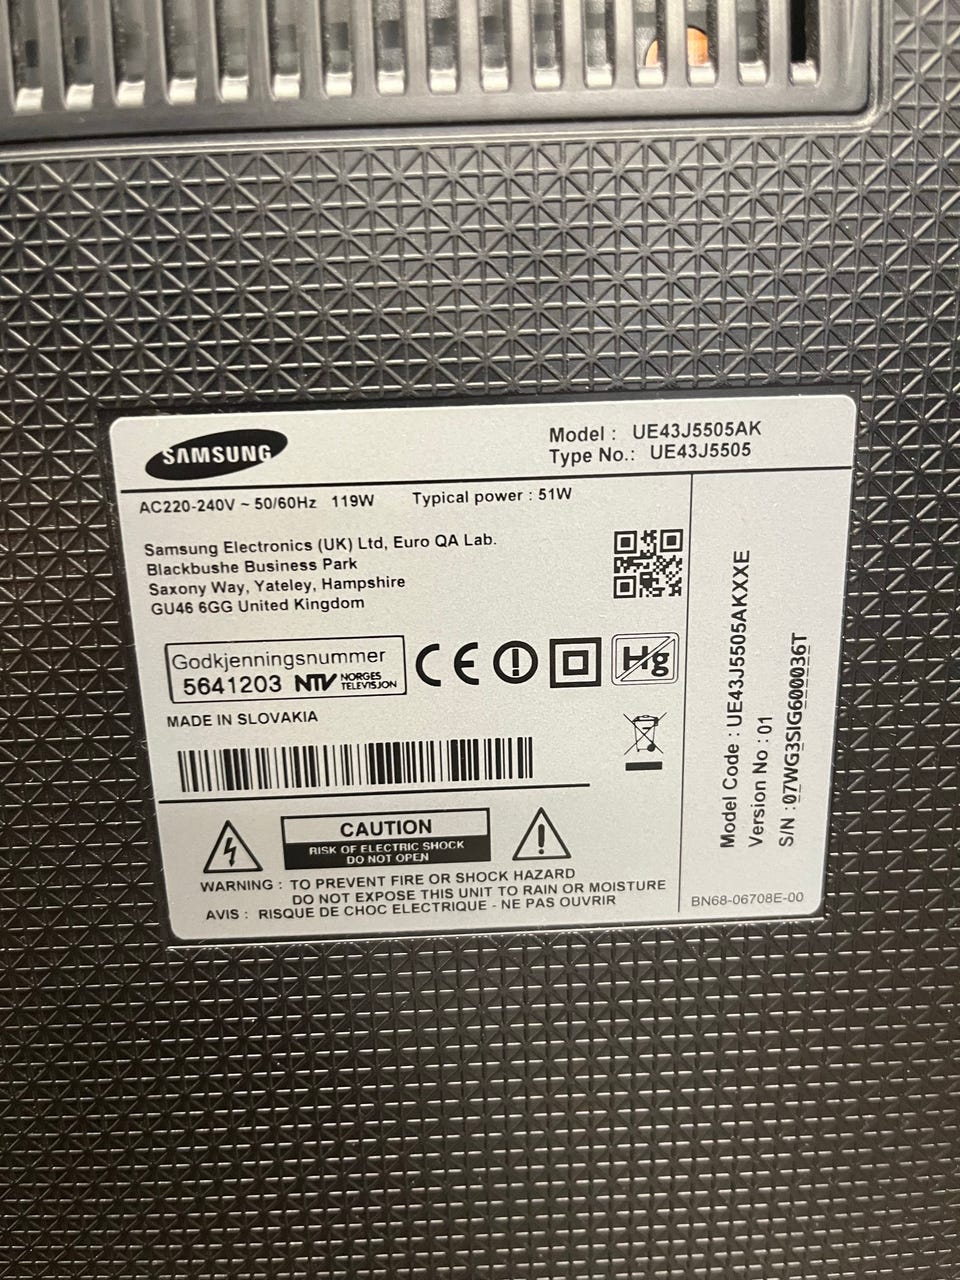 SAMSUNG
Model : UE43J5505AK
Type No.: UE43J5505
AC220-240V ~ 50/60Hz 119W Typical power : 51W
Samsung Electronics (UK) Ltd, Euro QA Lab.
Blackbushe Business Park
Saxony Way, Yateley, Hampshire
GU46 6GG United Kingdom
Godkjenningsnummer
5641203 NTV NORGES TELEVISJON
CE
Hg
MADE IN SLOVAKIA
CAUTION
RISK OF ELECTRIC SHOCK
DO NOT OPEN
WARNING : TO PREVENT FIRE OR SHOCK HAZARD
DO NOT EXPOSE THIS UNIT TO RAIN OR MOISTURE
AVIS : RISQUE DE CHOC ELECTRIQUE - NE PAS OUVRIR
Model Code : UE43J5505AKXXE
Version No : 01
S/N : 07WG3SIG600036T
BN68-06708E-00